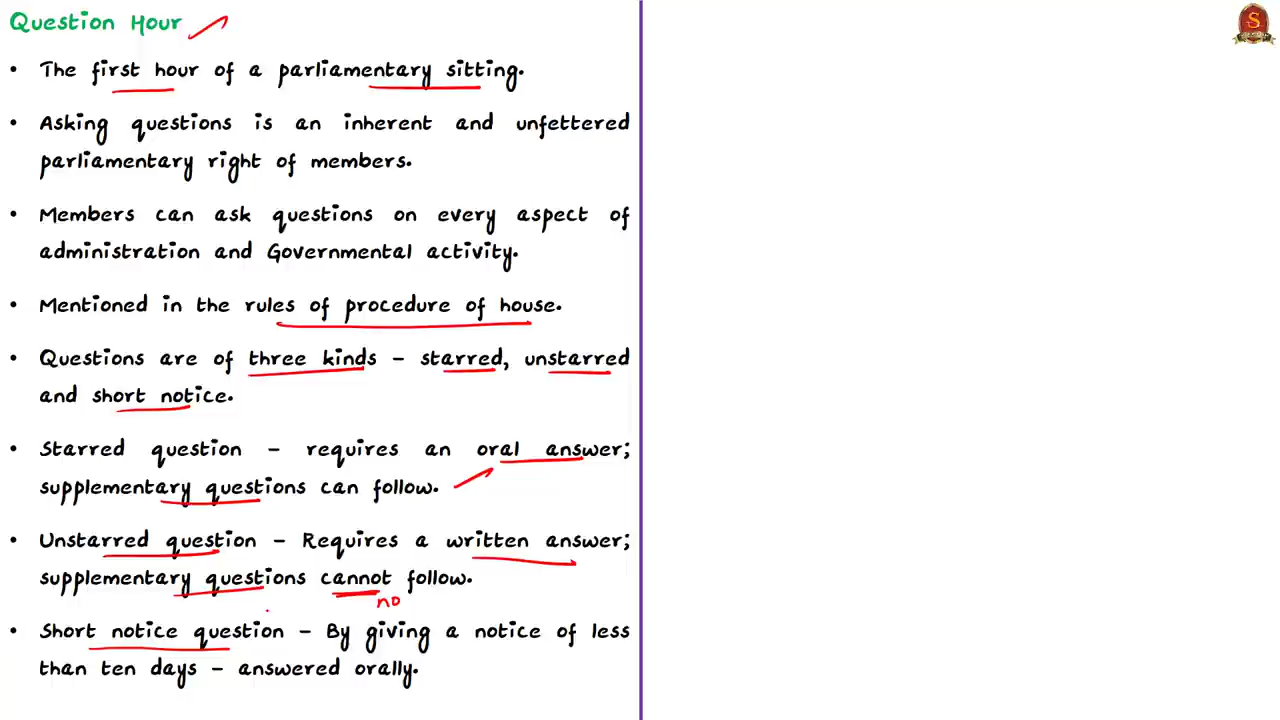 Question Hour
• The first hour of a parliamentary sitting.
• Asking questions is an inherent and unfettered
parliamentary right of members.
• Members can ask questions on every aspect of
administration and Governmental activity.
• Mentioned in the rules of procedure of house.
• Questions are of three kinds – starred, unstarred
and short notice.
• Starred question – requires an oral answer;
supplementary questions can follow.
• Unstarred question – Requires a written answer;
supplementary questions cannot follow.
no
• Short notice question – By giving a notice of less
than ten days – answered orally.
S